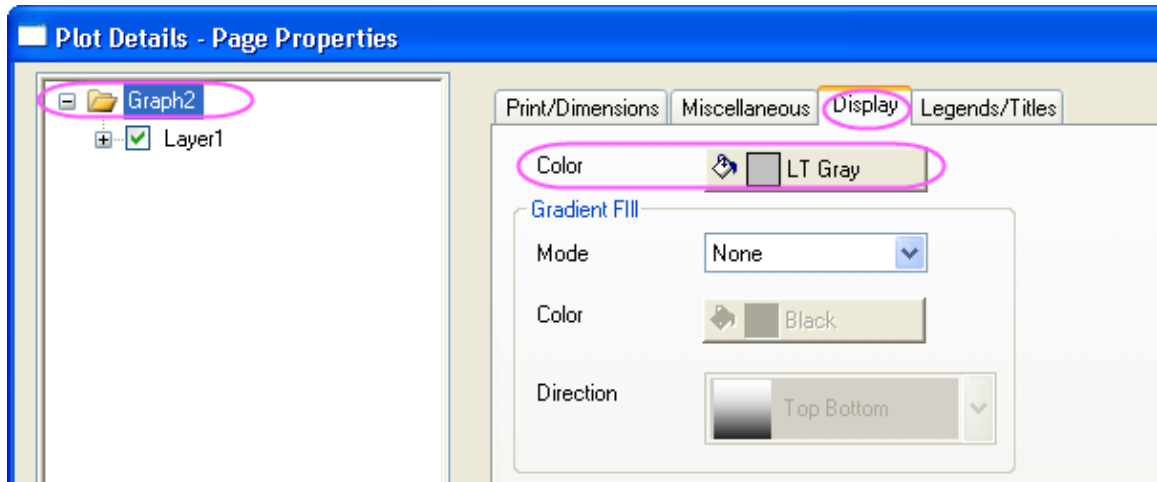 Plot Details - Page Properties
Graph2
Layer1
Print/Dimensions Miscellaneous Display Legends/Titles
Color LT Gray
Gradient FIll
Mode None
Color Black
Direction Top Bottom